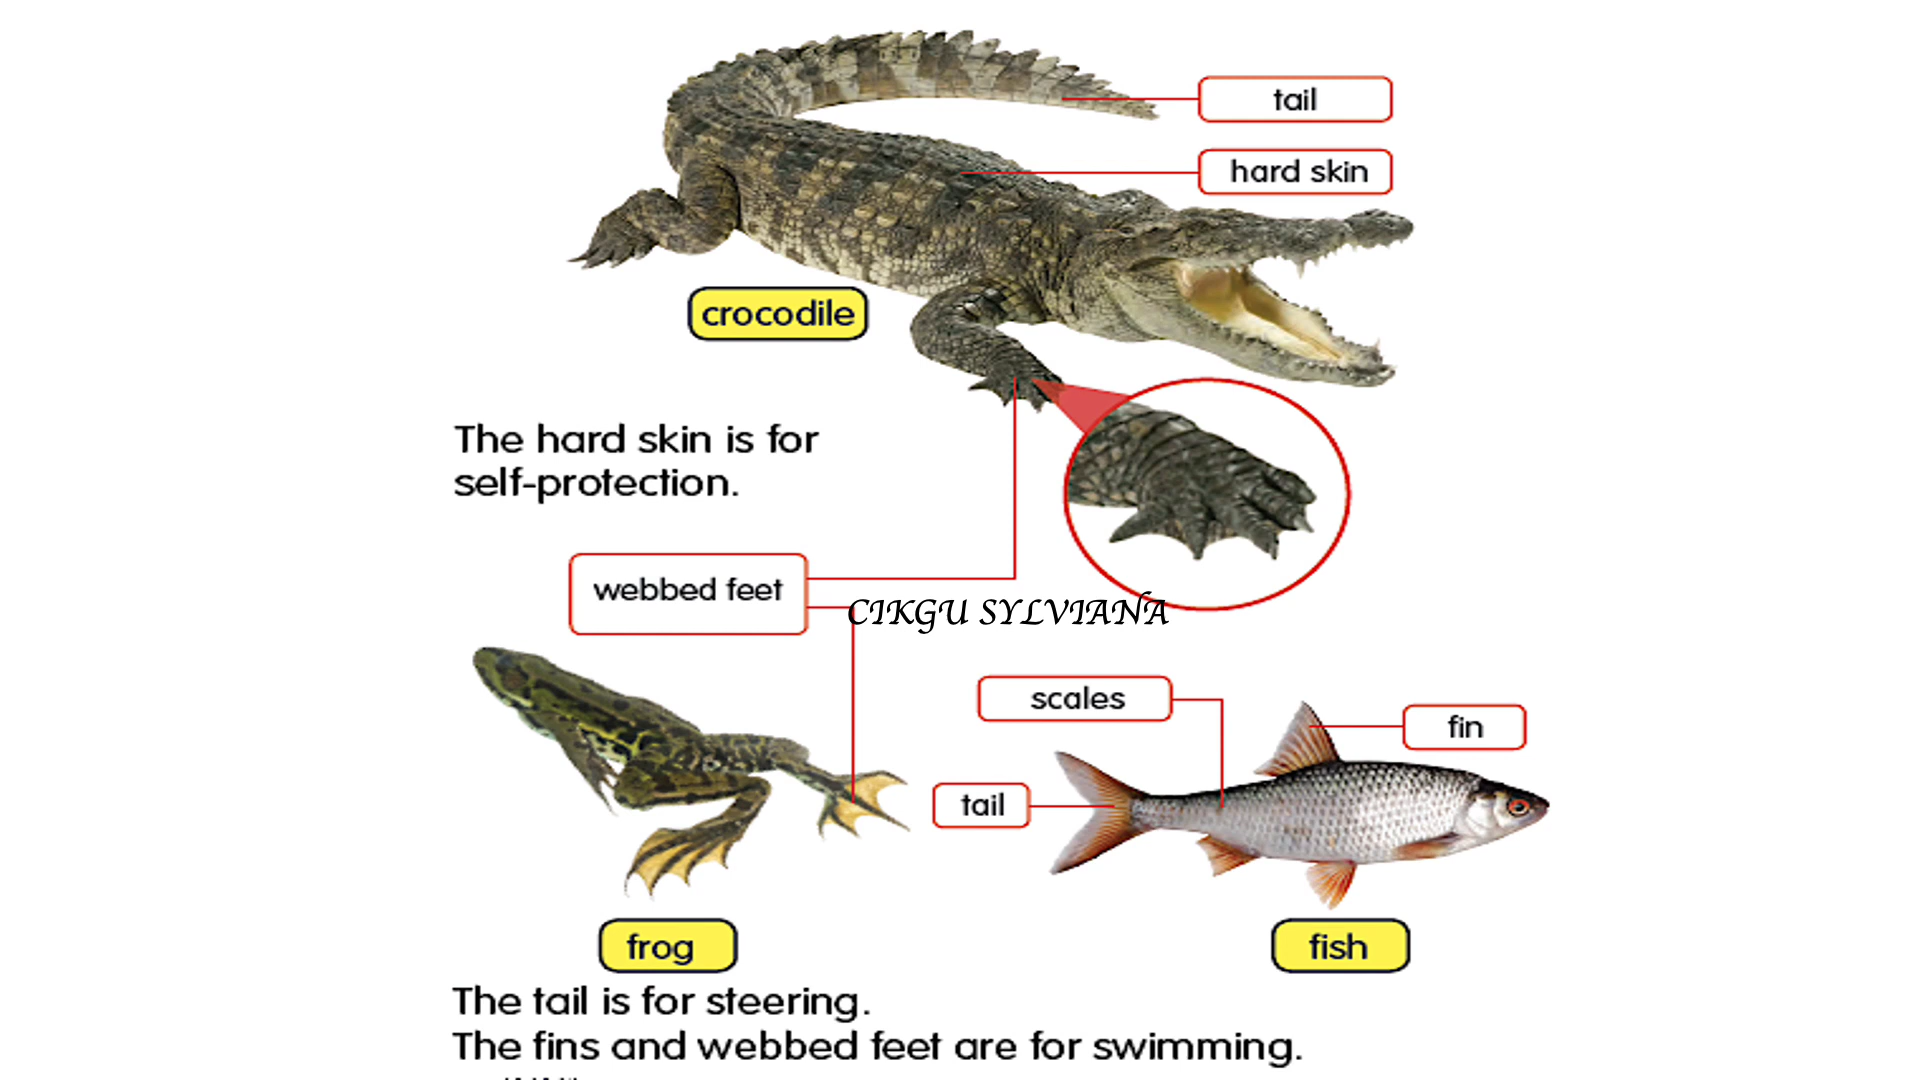 tail
hard skin
crocodile
The hard skin is for
self-protection.
webbed feet
CIKGU SYLVIANA
scales
fin
tail
frog
fish
The tail is for steering.
The fins and webbed feet are for swimming.